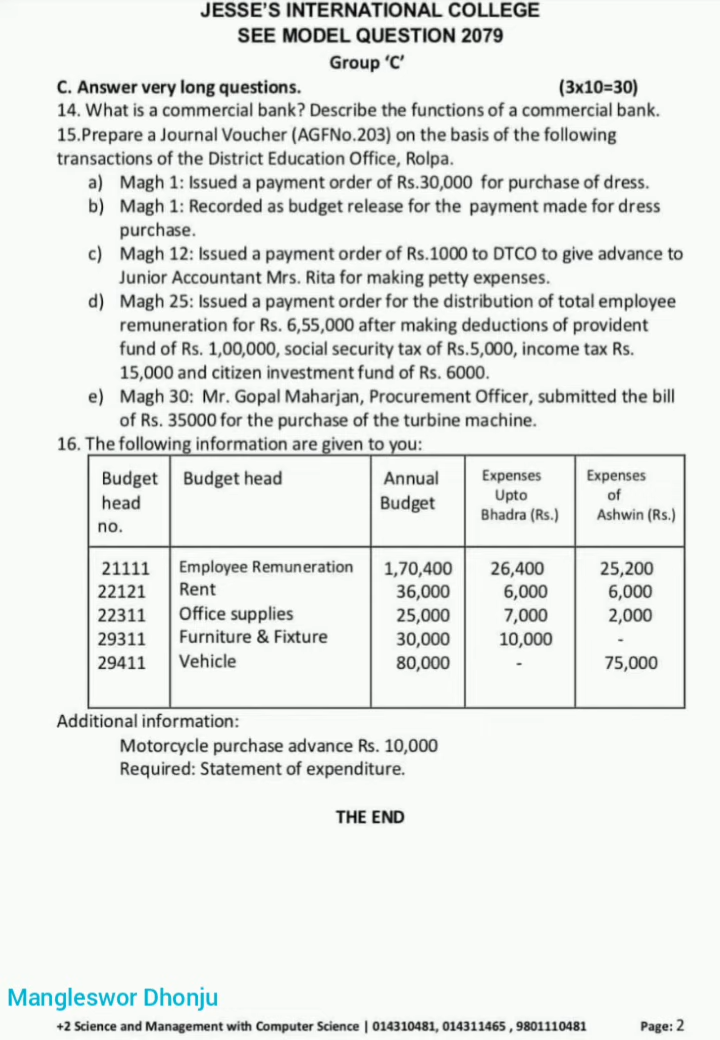 JESSE’S INTERNATIONAL COLLEGE
SEE MODEL QUESTION 2079
Group ‘C’
C. Answer very long questions. (3x10=30)
14. What is a commercial bank? Describe the functions of a commercial bank.
15.Prepare a Journal Voucher (AGFNo.203) on the basis of the following
transactions of the District Education Office, Rolpa.
a) Magh 1: Issued a payment order of Rs.30,000 for purchase of dress.
b) Magh 1: Recorded as budget release for the payment made for dress
purchase.
c) Magh 12: Issued a payment order of Rs.1000 to DTCO to give advance to
Junior Accountant Mrs. Rita for making petty expenses.
d) Magh 25: Issued a payment order for the distribution of total employee
remuneration for Rs. 6,55,000 after making deductions of provident
fund of Rs. 1,00,000, social security tax of Rs.5,000, income tax Rs.
15,000 and citizen investment fund of Rs. 6000.
e) Magh 30: Mr. Gopal Maharjan, Procurement Officer, submitted the bill
of Rs. 35000 for the purchase of the turbine machine.
16. The following information are given to you:
Budget head no. Budget head Annual Budget Expenses Upto Bhadra (Rs.) Expenses of Ashwin (Rs.)
21111 Employee Remuneration 1,70,400 26,400 25,200
22121 Rent 36,000 6,000 6,000
22311 Office supplies 25,000 7,000 2,000
29311 Furniture & Fixture 30,000 10,000 -
29411 Vehicle 80,000 - 75,000
Additional information:
Motorcycle purchase advance Rs. 10,000
Required: Statement of expenditure.
THE END
Mangleswor Dhonju
+2 Science and Management with Computer Science | 014310481, 014311465 , 9801110481 Page: 2